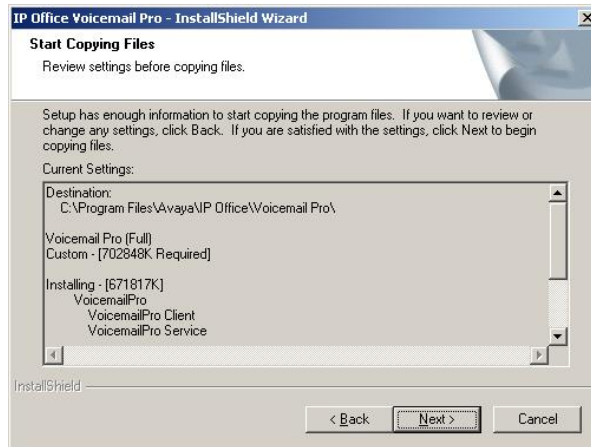 IP Office Voicemail Pro - InstallShield Wizard
Start Copying Files
Review settings before copying files.
Setup has enough information to start copying the program files. If you want to review or
change any settings, click Back. If you are satisfied with the settings, click Next to begin
copying files.
Current Settings:
Destination:
C:\Program Files\Avaya\IP Office\Voicemail Pro\
Voicemail Pro (Full)
Custom - [702848K Required]
Installing - [671817K]
VoicemailPro
VoicemailPro Client
VoicemailPro Service
InstallShield
< Back
Next >
Cancel